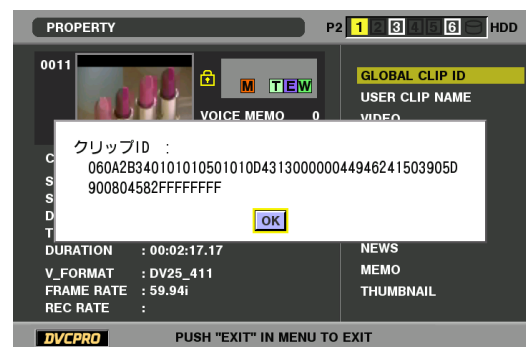 PROPERTY
P2 1 2 3 4 5 6 HDD
0011
M T E W
VOICE MEMO 0
GLOBAL CLIP ID
USER CLIP NAME
VIDEO
クリップID :
060A2B340101010501010D431300000044946241503905D
900804582FFFFFFFF
OK
C
S
S
D
T
DURATION : 00:02:17.17
V_FORMAT : DV25_411
FRAME RATE : 59.94i
REC RATE :
NEWS
MEMO
THUMBNAIL
DVCPRO
PUSH "EXIT" IN MENU TO EXIT